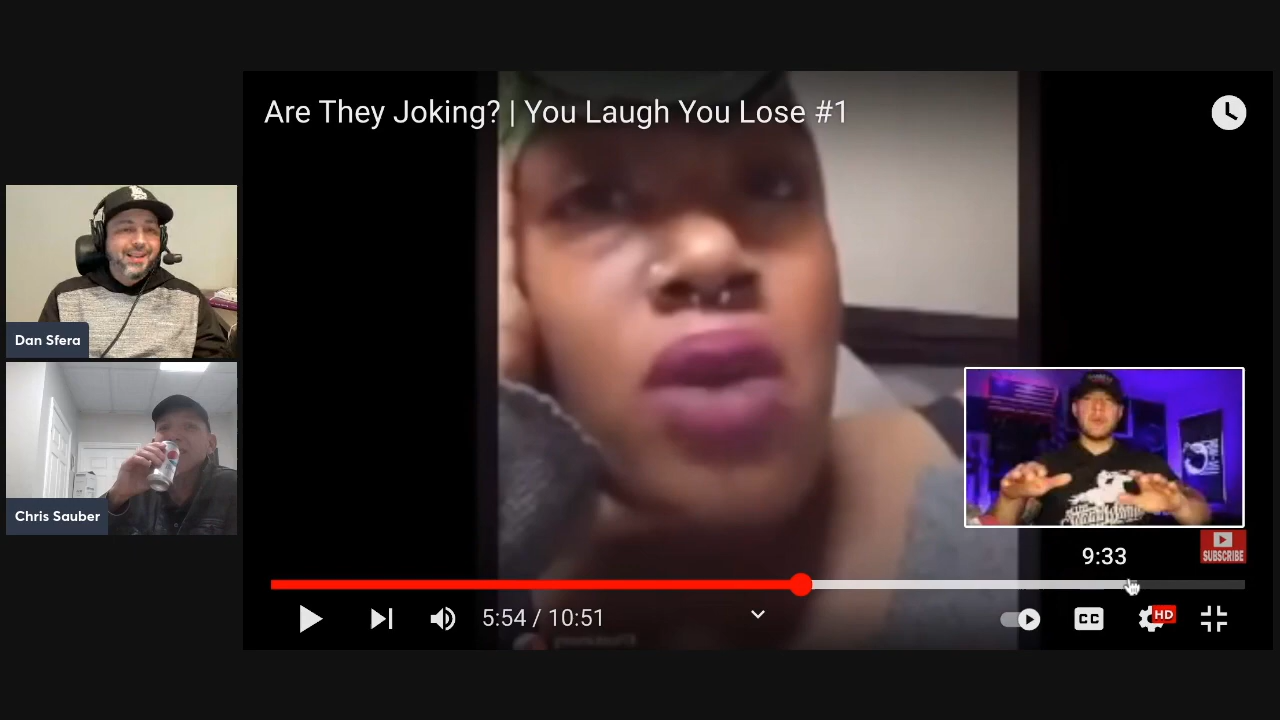 Are They Joking? | You Laugh You Lose #1
Dan Sfera
Chris Sauber
9:33
SUBSCRIBE
5:54 / 10:51
CC
HD